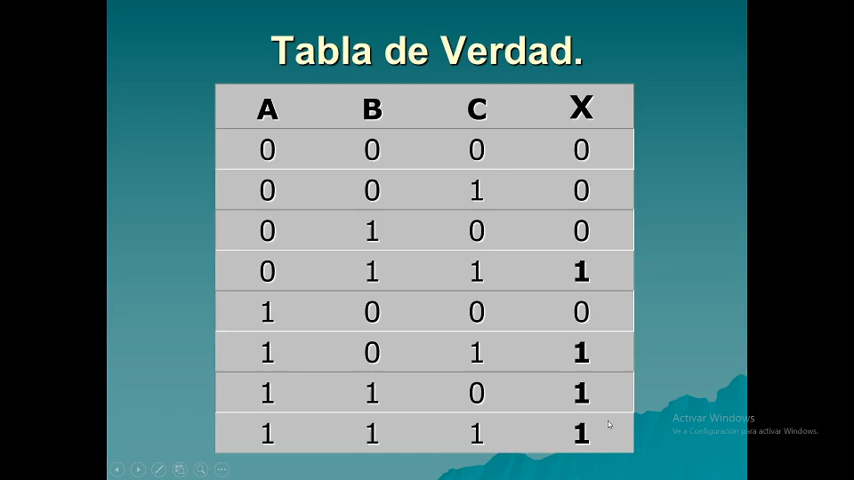 Tabla de Verdad.
A B C X
0 0 0 0
0 0 1 0
0 1 0 0
0 1 1 1
1 0 0 0
1 0 1 1
1 1 0 1
1 1 1 1
Activar Windows
Ve a Configuración para activar Windows.